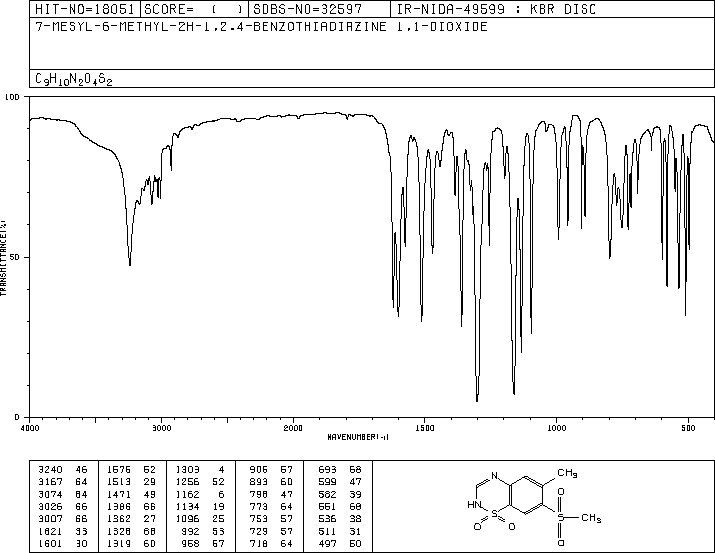 HIT-NO=18051 SCORE= ( ) SDBS-NO=32597 IR-NIDA-49599 : KBR DISC
7-MESYL-6-METHYL-2H-1,2,4-BENZOTHIADIAZINE 1,1-DIOXIDE
C9H10N2O4S2
100
50
0
TRANSMITTANCE(%)
4000 3000 2000 1500 1000 500
WAVENUMBER(-1)
3240 46 1576 52 1303 4 906 57 693 68
3167 64 1513 29 1256 52 893 60 599 47
3074 64 1471 49 1162 6 798 47 582 39
3026 66 1386 66 1134 19 773 64 551 68
3007 66 1362 27 1096 25 753 57 536 38
1621 33 1328 68 992 53 729 57 511 31
1601 30 1319 60 958 57 718 64 497 50
N CH3
HN O
S S CH3
O O O